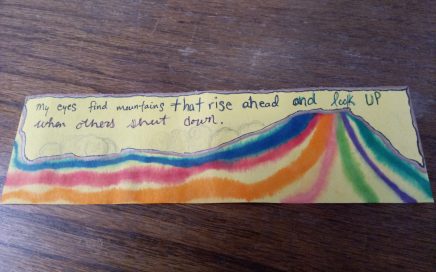 my eyes find mountains that rise ahead and look UP
when others shut down.